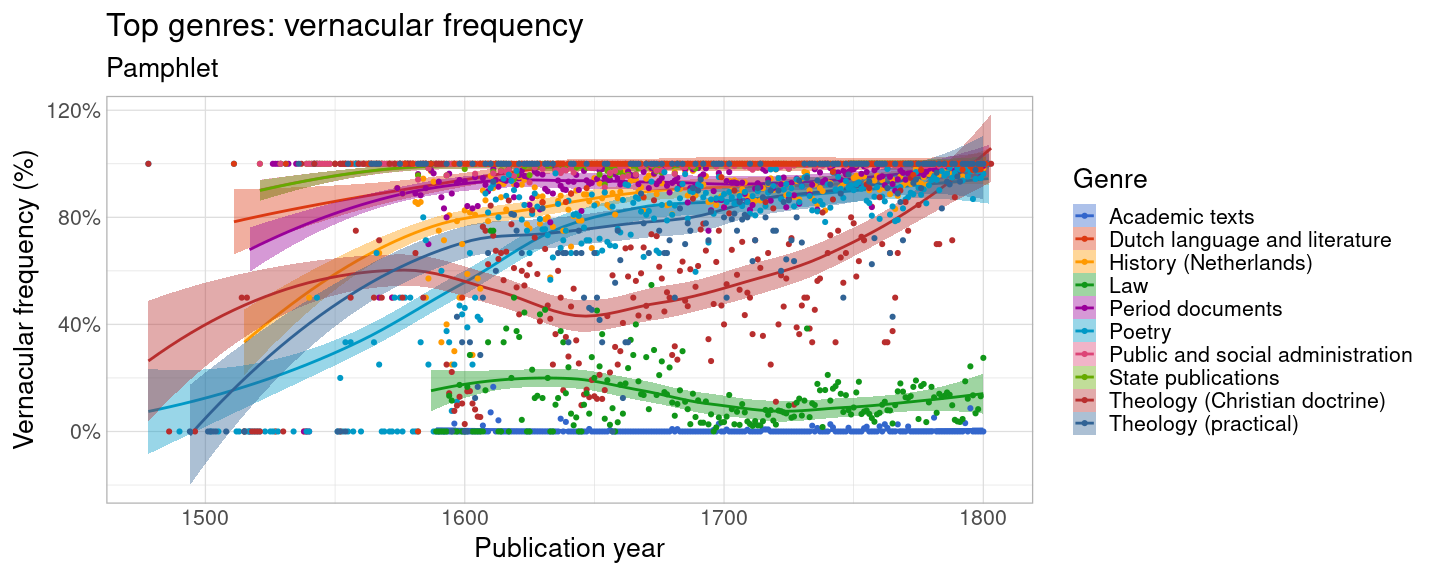 Top genres: vernacular frequency
Pamphlet
Vernacular frequency (%)
120%
80%
40%
0%
1500
1600
1700
1800
Publication year
Genre
Academic texts
Dutch language and literature
History (Netherlands)
Law
Period documents
Poetry
Public and social administration
State publications
Theology (Christian doctrine)
Theology (practical)